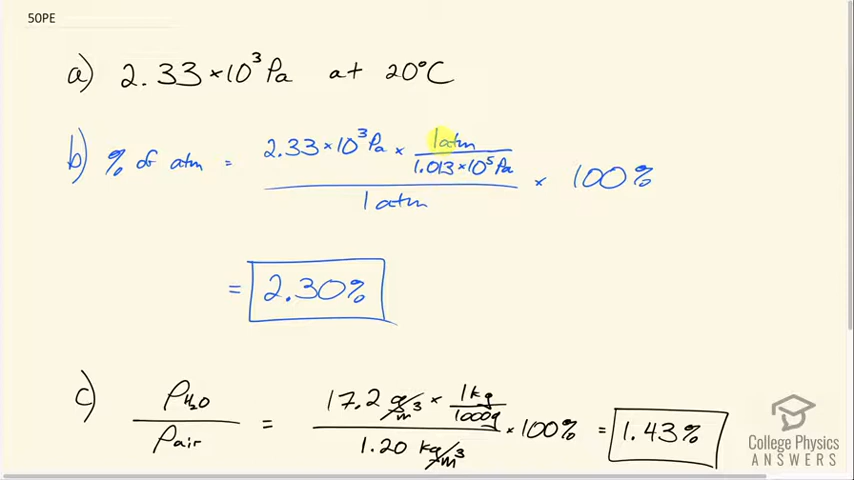 50PE
a) 2.33 × 10³ Pa at 20°C
b) % of atm = (2.33 × 10³ Pa × 1 atm / 1.013 × 10⁵ Pa) / 1 atm × 100%
= 2.30%
c) ρH₂O / ρair = (17.2 g/m³ × 1 kg / 1000g) / 1.20 kg/m³ × 100% = 1.43%
College Physics
ANSWERS